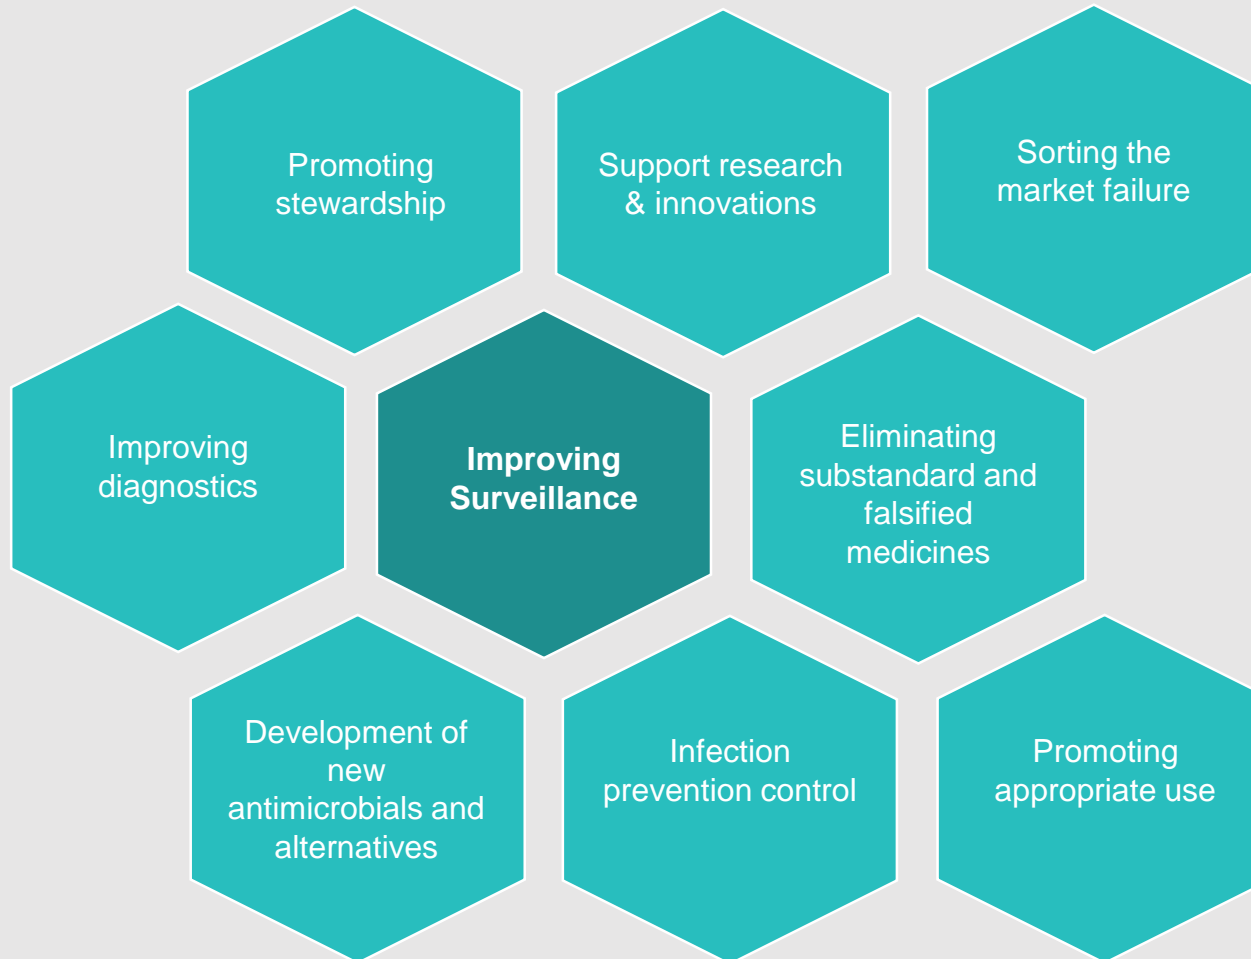 Promoting
stewardship
Support research
& innovations
Sorting the
market failure
Improving
diagnostics
Improving
Surveillance
Eliminating
substandard and
falsified
medicines
Development of
new
antimicrobials and
alternatives
Infection
prevention control
Promoting
appropriate use